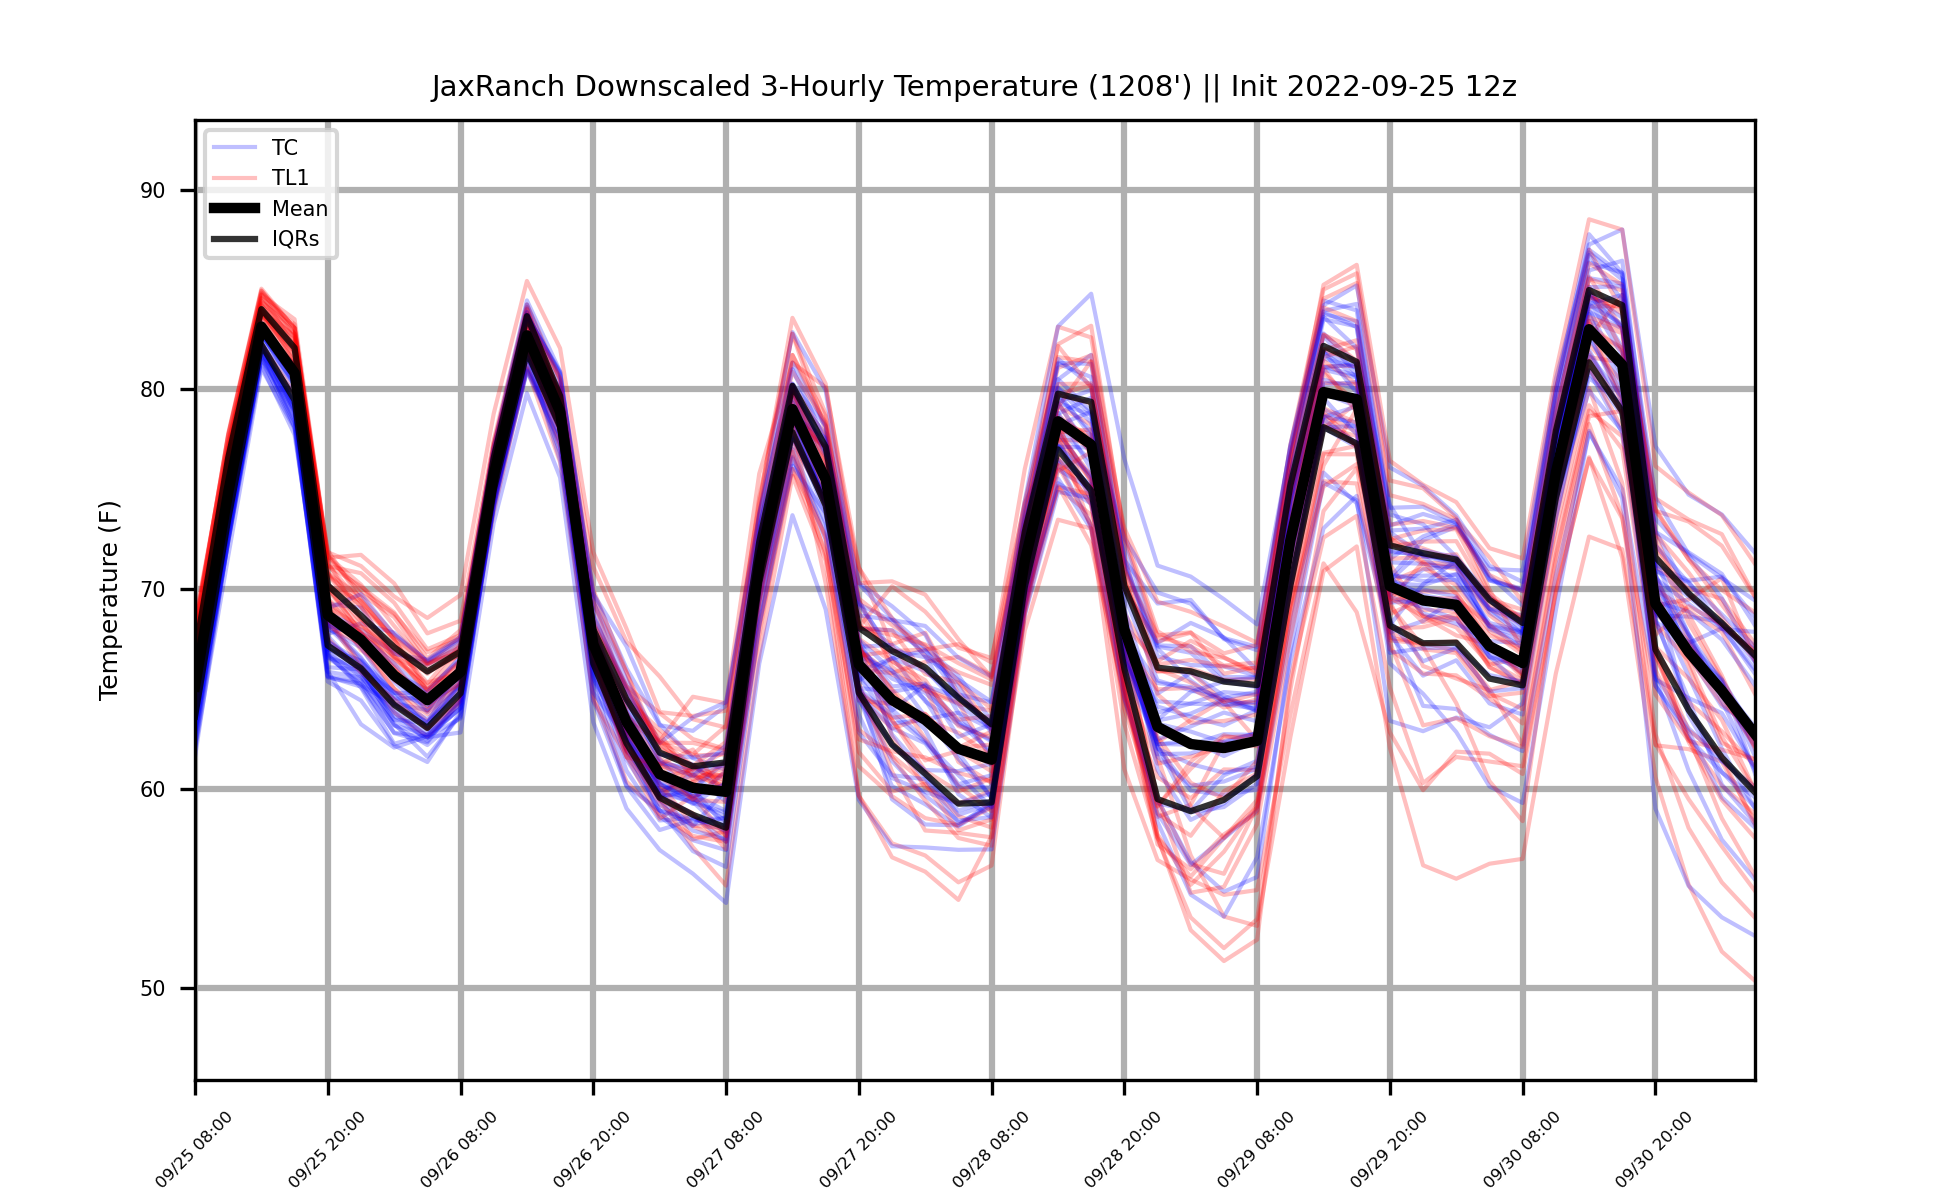 JaxRanch Downscaled 3-Hourly Temperature (1208') || Init 2022-09-25 12z
TC
TL1
Mean
IQRs
Temperature (F)
90
80
70
60
50
09/25 08:00
09/25 20:00
09/26 08:00
09/26 20:00
09/27 08:00
09/27 20:00
09/28 08:00
09/28 20:00
09/29 08:00
09/29 20:00
09/30 08:00
09/30 20:00